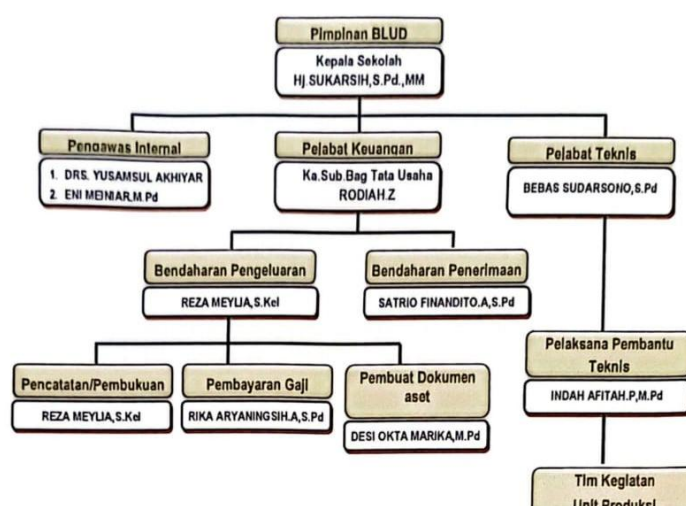 Pimpinan BLUD
Kepala Sekolah
Hj.SUKARSIH,S.Pd.,MM
Pengawas Internal
1. DRS. YUSAMSUL AKHIYAR
2. ENI MEINIAR,M.Pd
Pejabat Keuangan
Ka.Sub.Bag Tata Usaha
RODIAH.Z
Pejabat Teknis
BEBAS SUDARSONO,S.Pd
Bendaharan Pengeluaran
REZA MEYLIA,S.Kel
Bendaharan Penerimaan
SATRIO FINANDITO.A,S.Pd
Pencatatan/Pembukuan
REZA MEYLIA,S.Kel
Pembayaran Gaji
RIKA ARYANINGSIH.A,S.Pd
Pembuat Dokumen
aset
DESI OKTA MARIKA,M.Pd
Pelaksana Pembantu
Teknis
INDAH AFITAH.P,M.Pd
Tim Kegiatan
Unit Produksi